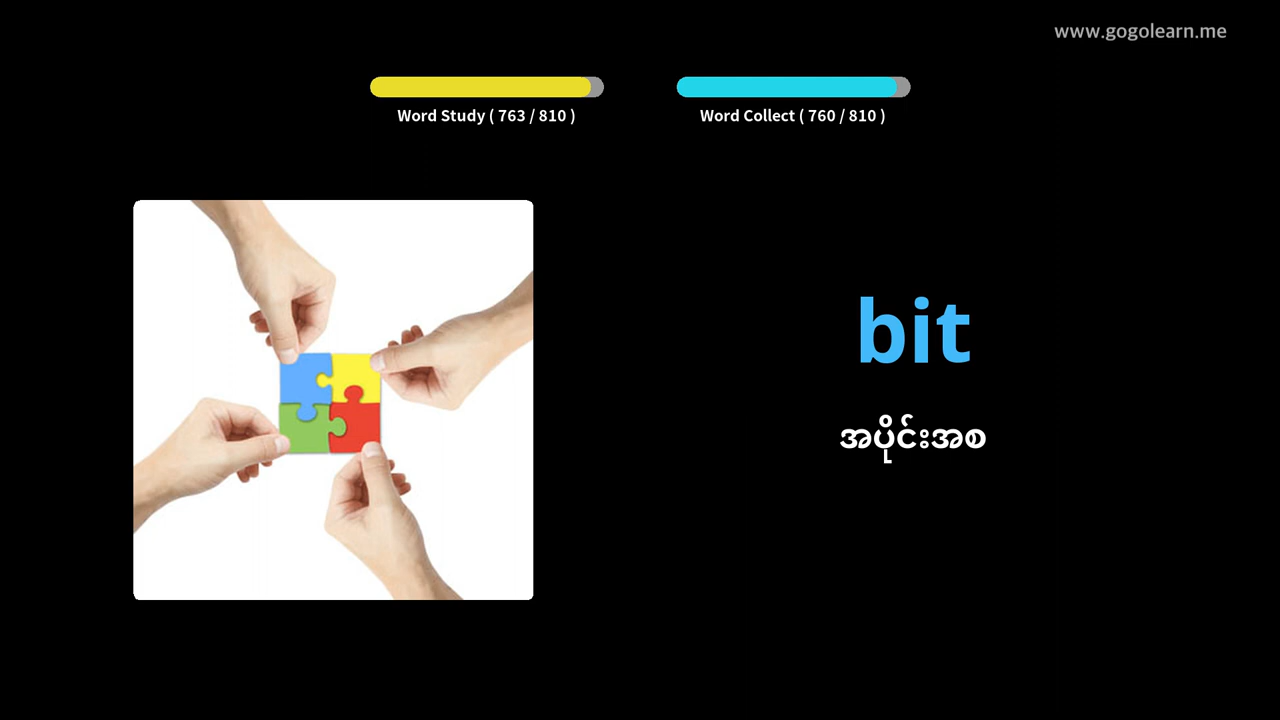 www.gogolearn.me
Word Study ( 763 / 810 )
Word Collect ( 760 / 810 )
bit
အပိုင်းအစ